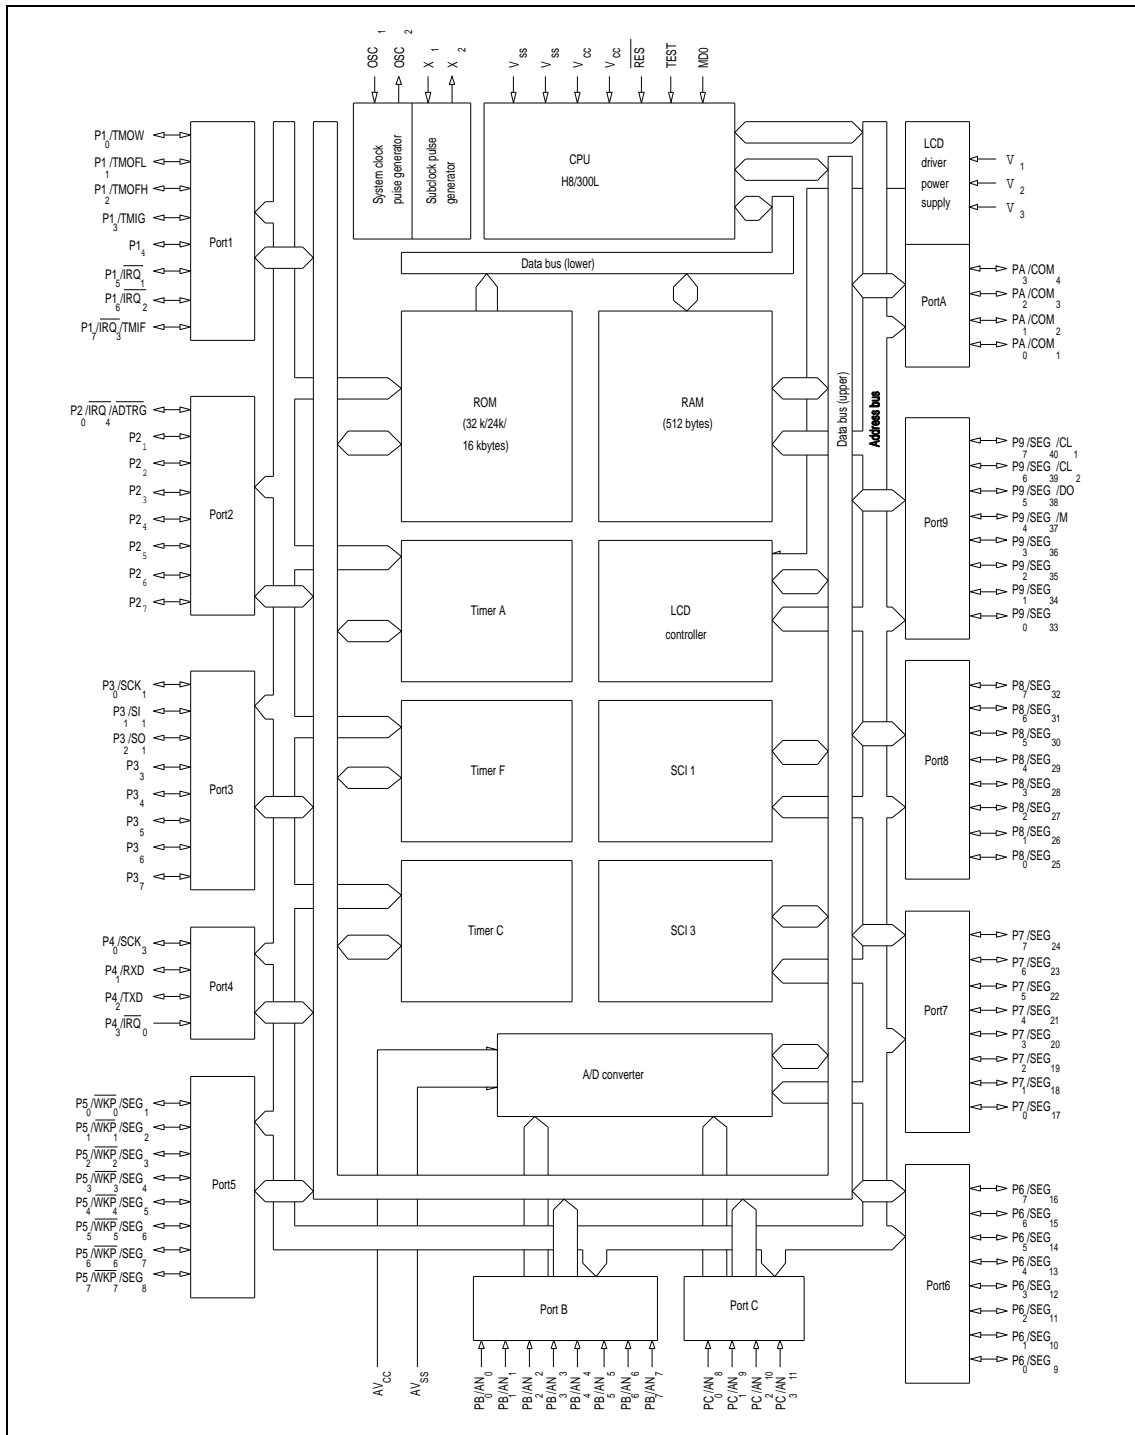 OSC1
OSC2
X1
X2
Vss
Vss
Vcc
Vcc
RES
TEST
MD0
System clock
pulse generator
Subclock pulse
generator
CPU
H8/300L
LCD
driver
power
supply
V1
V2
V3
P10/TMOW
P11/TMOFL
P12/TMOFH
P13/TMIG
P14
P15/IRQ1
P16/IRQ2
P17/IRQ3/TMIF
Port1
Data bus (lower)
PortA
PA3/COM4
PA2/COM3
PA1/COM2
PA0/COM1
ROM
(32 k/24k/
16 kbytes)
RAM
(512 bytes)
Data bus (upper)
Address bus
P20/IRQ4/ADTRG
P21
P22
P23
P24
P25
P26
P27
Port2
P97/SEG40/CL1
P96/SEG39/CL2
P95/SEG38/DO
P94/SEG37/M
P93/SEG36
P92/SEG35
P91/SEG34
P90/SEG33
Port9
Timer A
LCD
controller
P30/SCK1
P31/SI1
P32/SO1
P33
P34
P35
P36
P37
Port3
Timer F
SCI 1
Port8
P87/SEG32
P86/SEG31
P85/SEG30
P84/SEG29
P83/SEG28
P82/SEG27
P81/SEG26
P80/SEG25
P40/SCK3
P41/RXD
P42/TXD
P43/IRQ0
Port4
Timer C
SCI 3
Port7
P77/SEG24
P76/SEG23
P75/SEG22
P74/SEG21
P73/SEG20
P72/SEG19
P71/SEG18
P70/SEG17
A/D converter
P50/WKP0/SEG1
P51/WKP1/SEG2
P52/WKP2/SEG3
P53/WKP3/SEG4
P54/WKP4/SEG5
P55/WKP5/SEG6
P56/WKP6/SEG7
P57/WKP7/SEG8
Port5
Port6
P67/SEG16
P66/SEG15
P65/SEG14
P64/SEG13
P63/SEG12
P62/SEG11
P61/SEG10
P60/SEG9
Port B
Port C
AVCC
AVSS
PB0/AN0
PB1/AN1
PB2/AN2
PB3/AN3
PB4/AN4
PB5/AN5
PB6/AN6
PB7/AN7
PC0/AN8
PC1/AN9
PC2/AN10
PC3/AN11